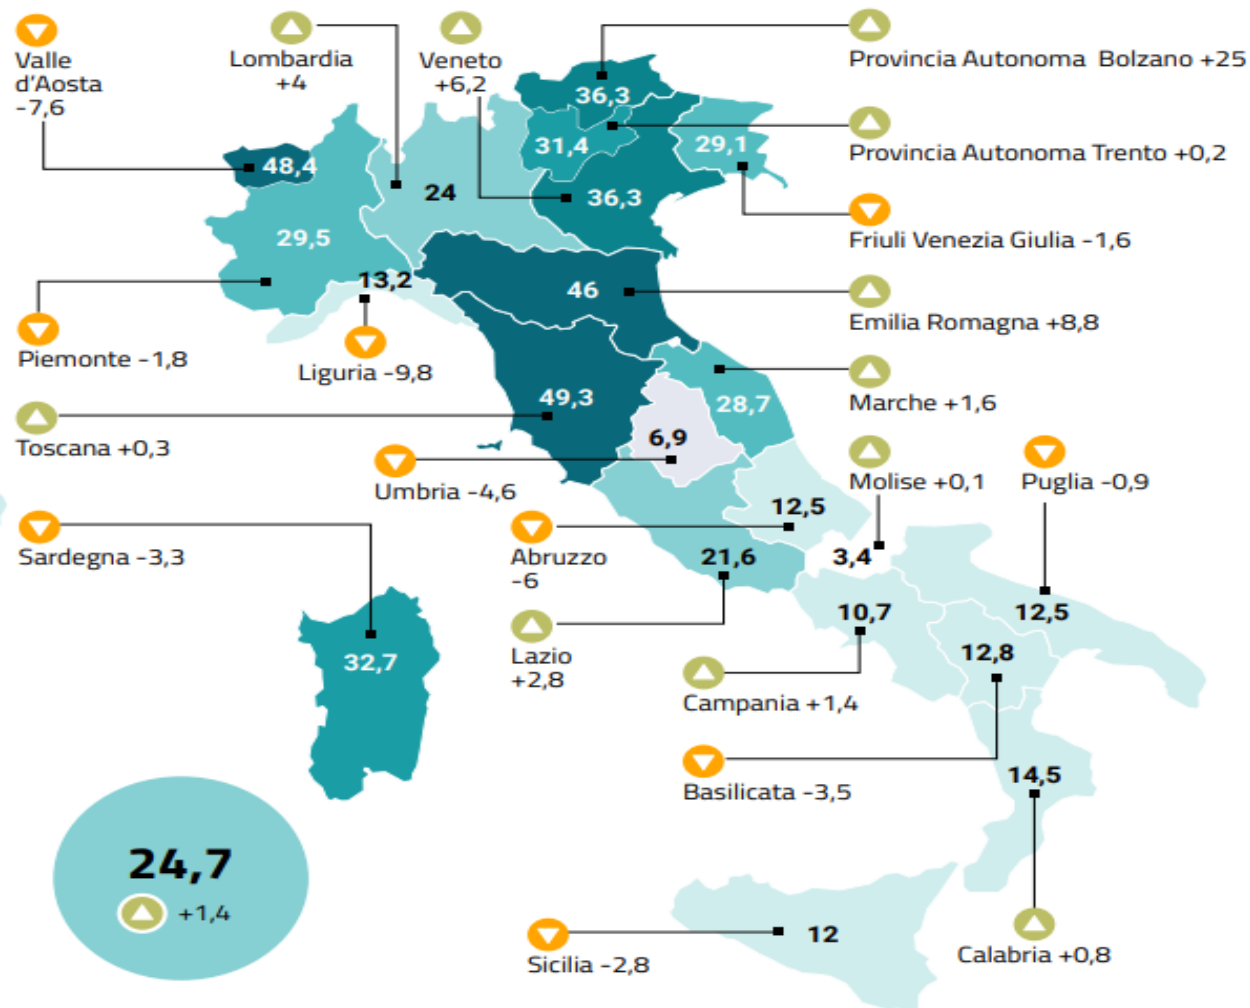 Valle
d'Aosta
-7,6
Lombardia
+4
Veneto
+6,2
Provincia Autonoma Bolzano +25
36,3
31,4
Provincia Autonoma Trento +0,2
29,1
48,4
24
36,3
Friuli Venezia Giulia -1,6
29,5
13,2
46
Emilia Romagna +8,8
Piemonte -1,8
Liguria -9,8
49,3
28,7
Marche +1,6
Toscana +0,3
6,9
Umbria -4,6
Molise +0,1
Puglia -0,9
12,5
Sardegna -3,3
Abruzzo
-6
21,6
3,4
10,7
12,5
Lazio
+2,8
32,7
12,8
Campania +1,4
Basilicata -3,5
14,5
24,7
+1,4
12
Sicilia -2,8
Calabria +0,8